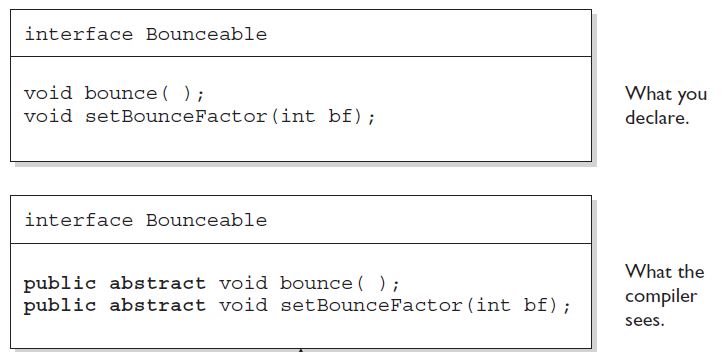 interface Bounceable
void bounce( );
void setBounceFactor(int bf);
What you
declare.
interface Bounceable
public abstract void bounce( );
public abstract void setBounceFactor(int bf);
What the
compiler
sees.